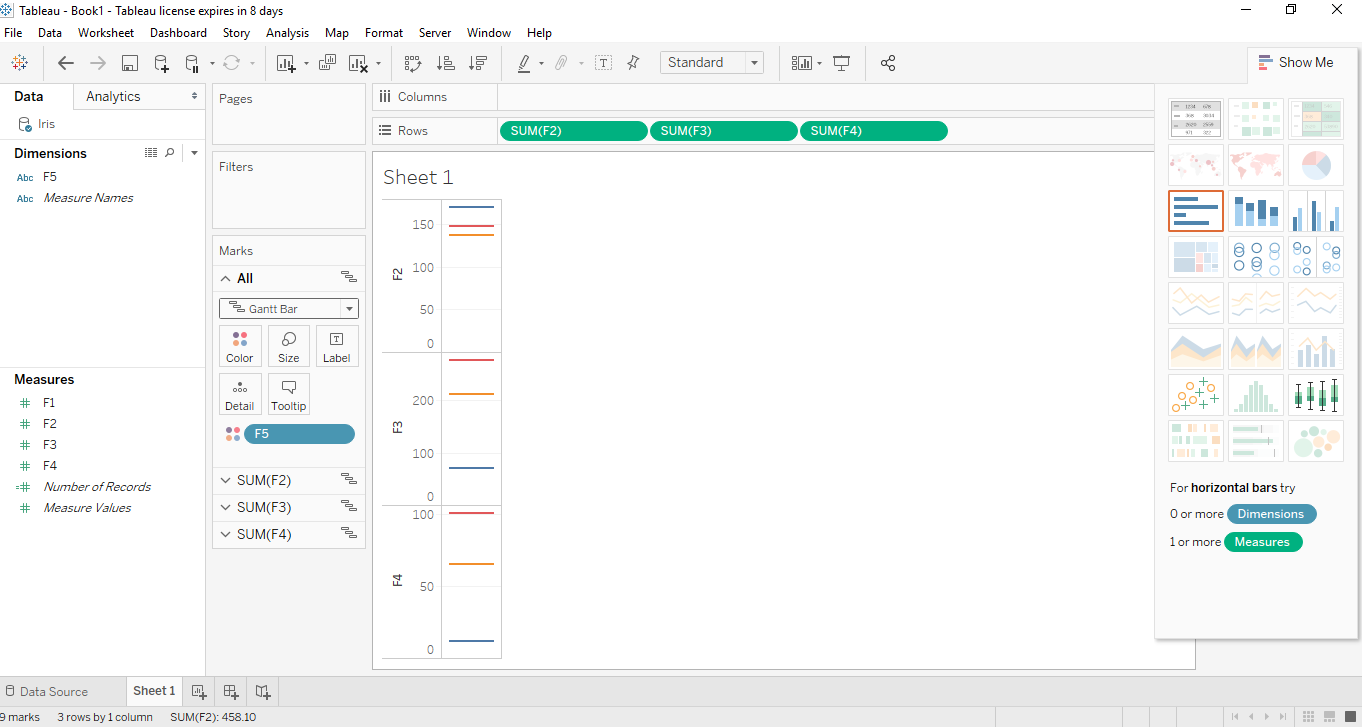 Tableau - Book1 - Tableau license expires in 8 days
File Data Worksheet Dashboard Story Analysis Map Format Server Window Help
Standard
Show Me
Data Analytics
Iris
Dimensions
Abc F5
Abc Measure Names
Measures
F1
F2
F3
F4
Number of Records
Measure Values
Pages
Filters
Marks
All
Gantt Bar
Color Size Label
Detail Tooltip
F5
SUM(F2)
SUM(F3)
SUM(F4)
Columns
Rows SUM(F2) SUM(F3) SUM(F4)
Sheet 1
F2
150
100
50
0
F3
200
100
0
F4
100
50
0
For horizontal bars try
0 or more Dimensions
1 or more Measures
Data Source Sheet 1
9 marks 3 rows by 1 column SUM(F2): 458.10